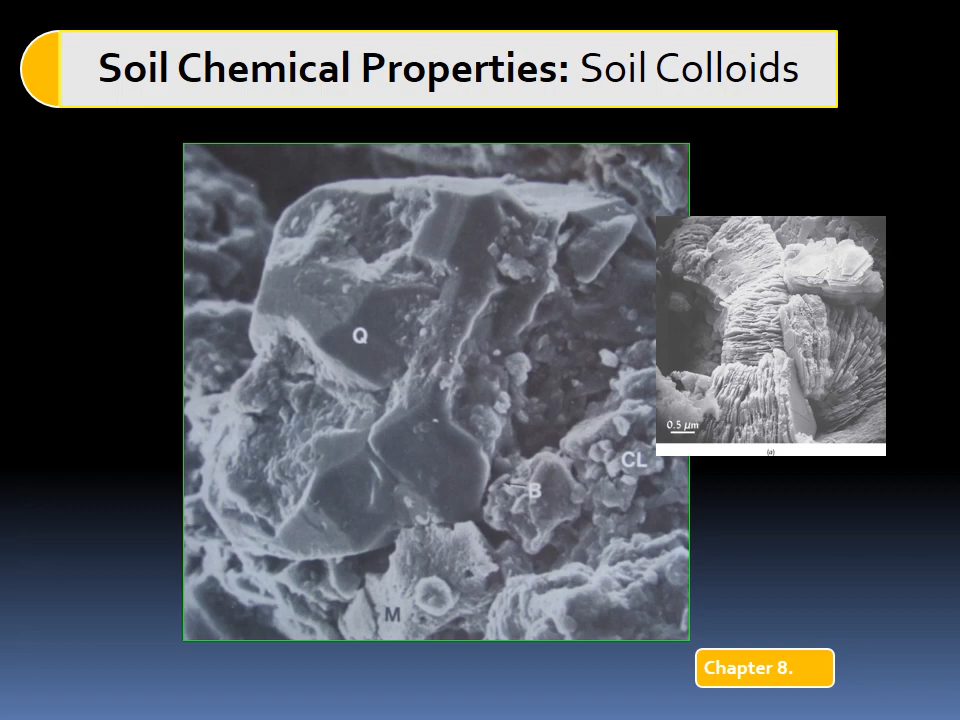 Soil Chemical Properties: Soil Colloids
Q
0.5 µm
(a)
CL
B
M
Chapter 8.